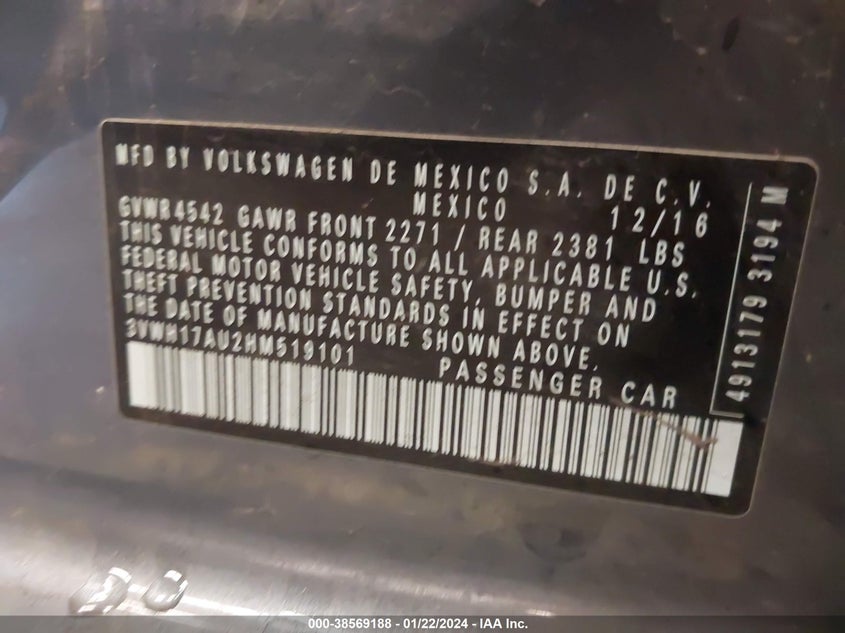 MFD BY VOLKSWAGEN DE MEXICO S.A. DE C.V.
MEXICO 12/16
GVWR 4542 GAWR FRONT 2271 / REAR 2381 LBS
THIS VEHICLE CONFORMS TO ALL APPLICABLE U.S.
FEDERAL MOTOR VEHICLE SAFETY, BUMPER AND
THEFT PREVENTION STANDARDS IN EFFECT ON
THE DATE OF MANUFACTURE SHOWN ABOVE.
3VWH17AU2HM519101
PASSENGER CAR
4913179 3194 M
000-38569188 - 01/22/2024 - IAA Inc.